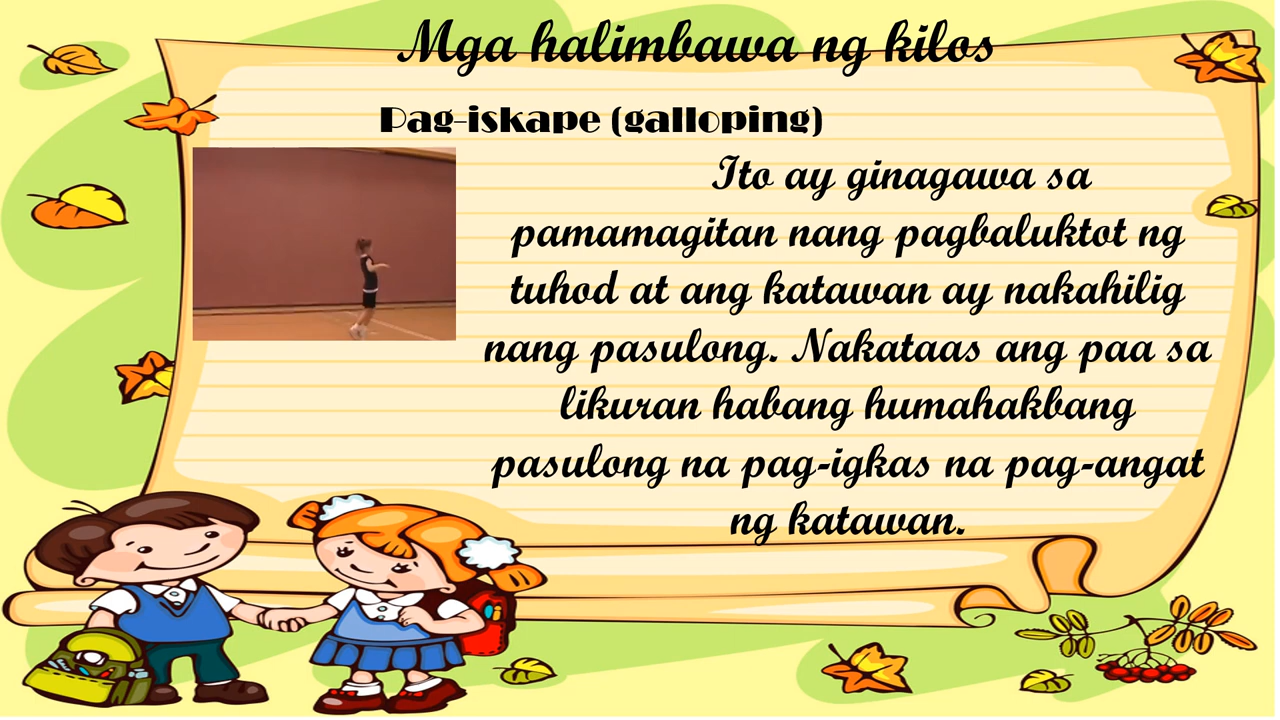 Mga halimbawa ng kilos
Pag-iskape (galloping)
Ito ay ginagawa sa
pamamagitan nang pagbaluktot ng
tuhod at ang katawan ay nakahilig
nang pasulong. Nakataas ang paa sa
likuran habang humahakbang
pasulong na pag-igkas na pag-angat
ng katawan.